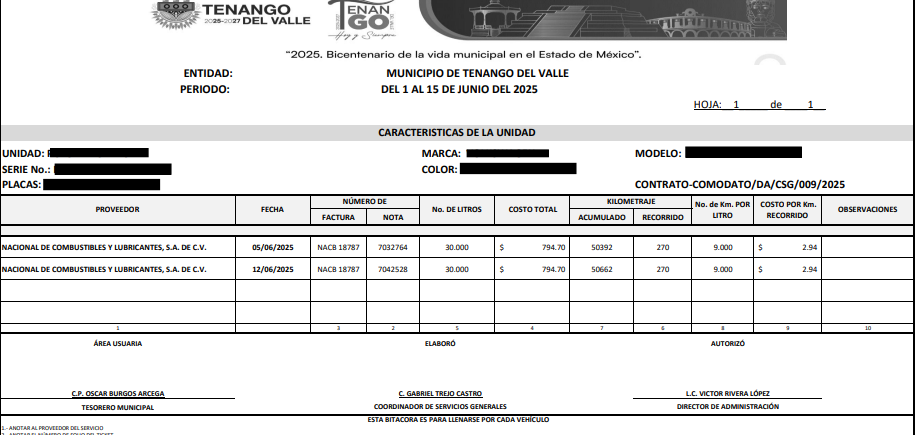 TENANGO
2025-2027 DEL VALLE
TENAN
GO
Hoy y Siempre
“2025. Bicentenario de la vida municipal en el Estado de México”.
ENTIDAD: MUNICIPIO DE TENANGO DEL VALLE
PERIODO: DEL 1 AL 15 DE JUNIO DEL 2025
HOJA: 1 de 1
CARACTERISTICAS DE LA UNIDAD
UNIDAD: MARCA: MODELO:
SERIE No.: COLOR:
PLACAS: CONTRATO-COMODATO/DA/CSG/009/2025
PROVEEDOR FECHA NÚMERO DE FACTURA NOTA No. DE LITROS COSTO TOTAL KILOMETRAJE ACUMULADO RECORRIDO No. de Km. POR LITRO COSTO POR Km. RECORRIDO OBSERVACIONES
NACIONAL DE COMBUSTIBLES Y LUBRICANTES, S.A. DE C.V. 05/06/2025 NACB 18787 7032764 30.000 $ 794.70 50392 270 9.000 $ 2.94
NACIONAL DE COMBUSTIBLES Y LUBRICANTES, S.A. DE C.V. 12/06/2025 NACB 18787 7042528 30.000 $ 794.70 50662 270 9.000 $ 2.94
1 3 2 5 4 7 6 8 9 10
ÁREA USUARIA ELABORÓ AUTORIZÓ
C.P. OSCAR BURGOS ARCEGA C. GABRIEL TREJO CASTRO L.C. VICTOR RIVERA LÓPEZ
TESORERO MUNICIPAL COORDINADOR DE SERVICIOS GENERALES DIRECTOR DE ADMINISTRACIÓN
ESTA BITACORA ES PARA LLENARSE POR CADA VEHÍCULO
1.- ANOTAR AL PROVEEDOR DEL SERVICIO